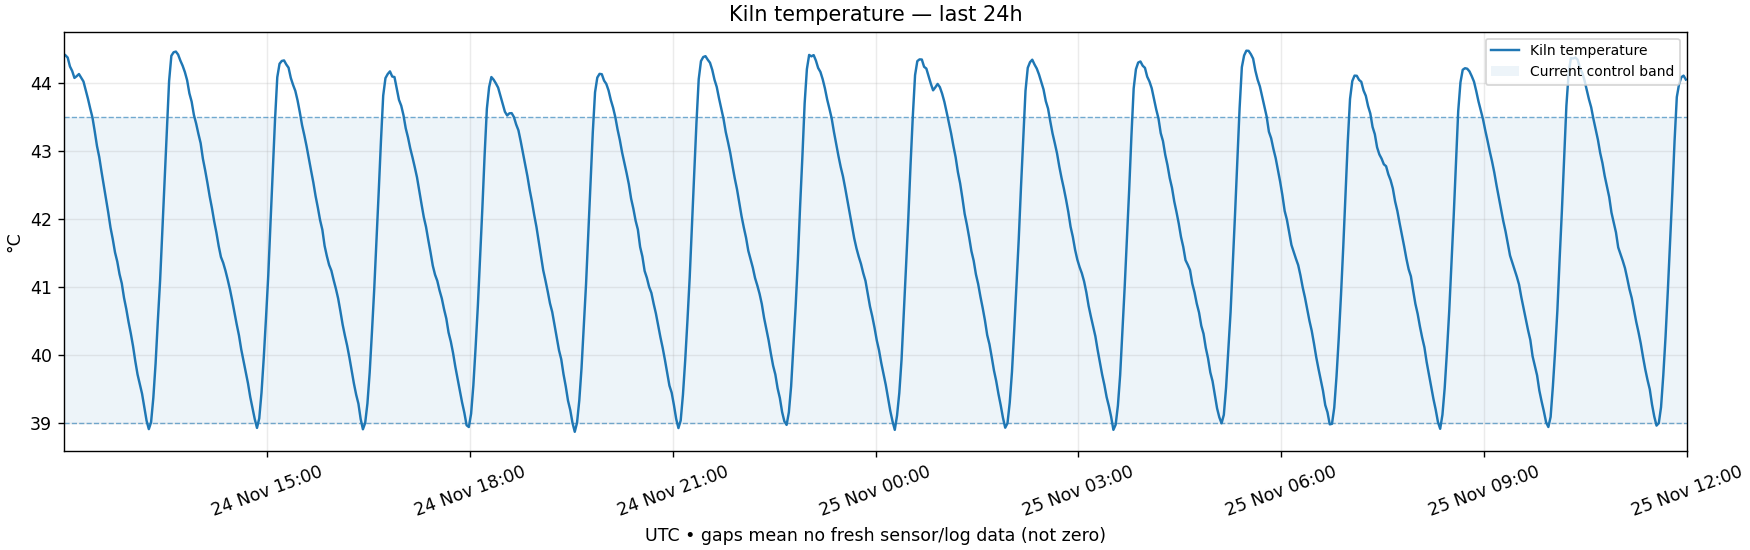 Kiln temperature — last 24h
Kiln temperature
Current control band
°C
44
43
42
41
40
39
24 Nov 15:00
24 Nov 18:00
24 Nov 21:00
25 Nov 00:00
25 Nov 03:00
25 Nov 06:00
25 Nov 09:00
25 Nov 12:00
UTC • gaps mean no fresh sensor/log data (not zero)